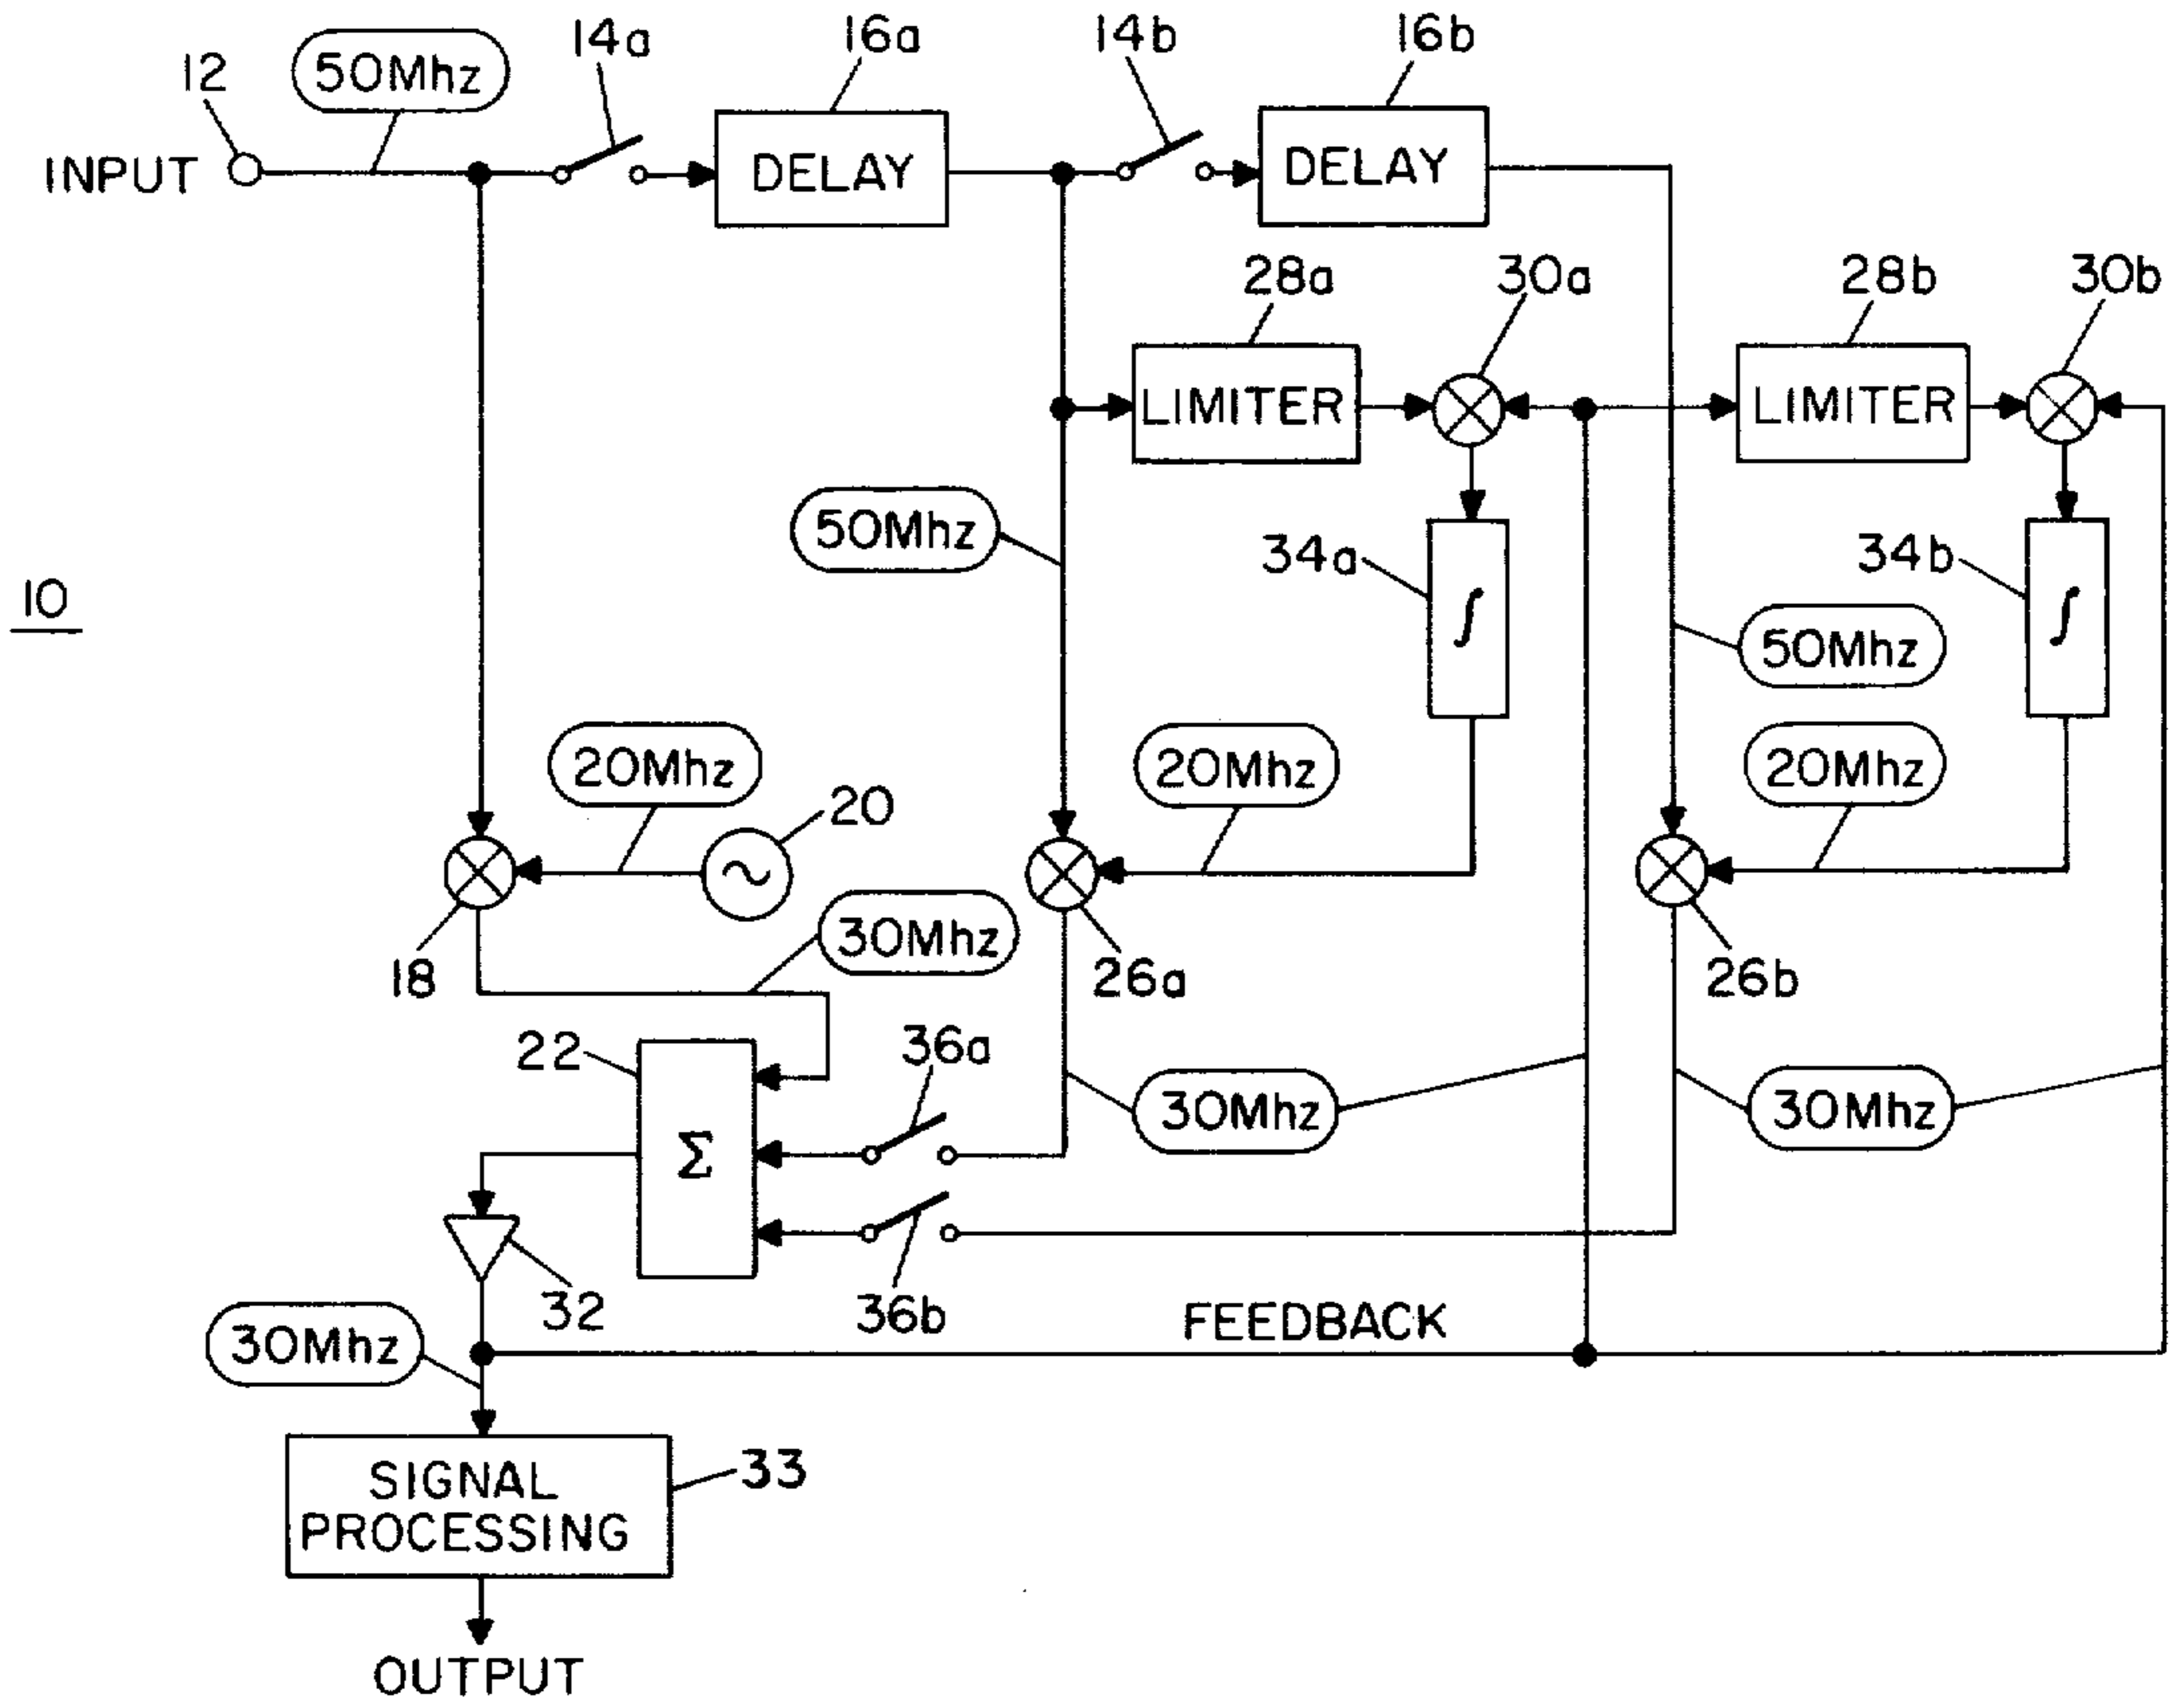 14a
16a
14b
16b
12
50Mhz
INPUT
DELAY
DELAY
28a
30a
28b
30b
LIMITER
LIMITER
50Mhz
34a
∫
34b
∫
10
50Mhz
20Mhz
20
20Mhz
20Mhz
~
18
30Mhz
26a
26b
22
36a
Σ
30Mhz
30Mhz
32
36b
FEEDBACK
30Mhz
SIGNAL
PROCESSING
33
OUTPUT